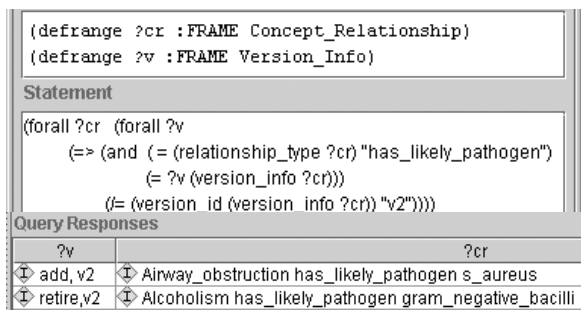 (defrange ?cr :FRAME Concept_Relationship)
(defrange ?v :FRAME Version_Info)
Statement
(forall ?cr (forall ?v
(=> (and ( = (relationship_type ?cr) "has_likely_pathogen")
(= ?v (version_info ?cr)))
(/= (version_id (version_info ?cr)) "v2"))))
Query Responses
?v ?cr
I add, v2 I Airway_obstruction has_likely_pathogen s_aureus
I retire,v2 I Alcoholism has_likely_pathogen gram_negative_bacilli